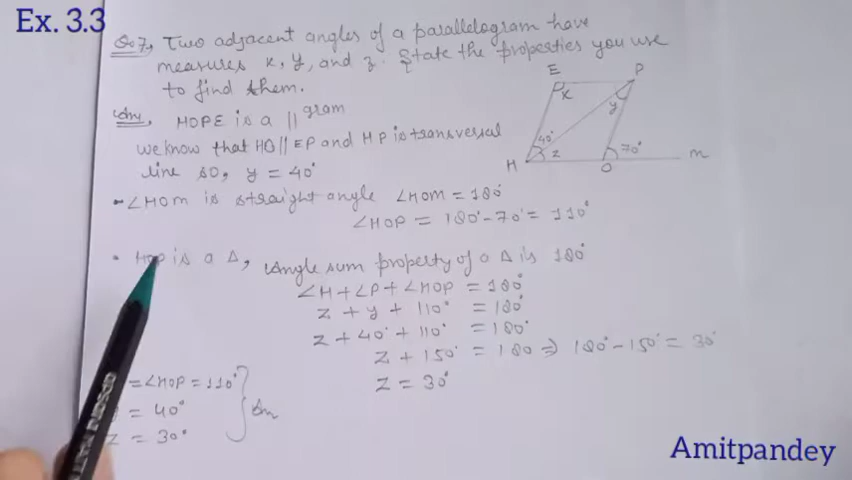 Ex. 3.3
Qo7, Two adjacent angles of a parallelogram have
measures x, y, and z. State the properties you use
to find them.
Ans, HOPE is a ||gram
we know that HO || EP and HP is transversal
line so, y = 40°
∠HOM is straight angle ∠HOM = 180°
∠HOP = 180° - 70° = 110°
HOP is a Δ, Angle sum property of a Δ is 180°
∠H + ∠P + ∠HOP = 180°
z + y + 110° = 180°
z + 40° + 110° = 180°
z + 150° = 180 ⇒ 180° - 150° = 30°
z = 30°
= ∠HOP = 110°
= 40° Ans
z = 30°
E P
x y
40°
z 70°
H O m
Amitpandey